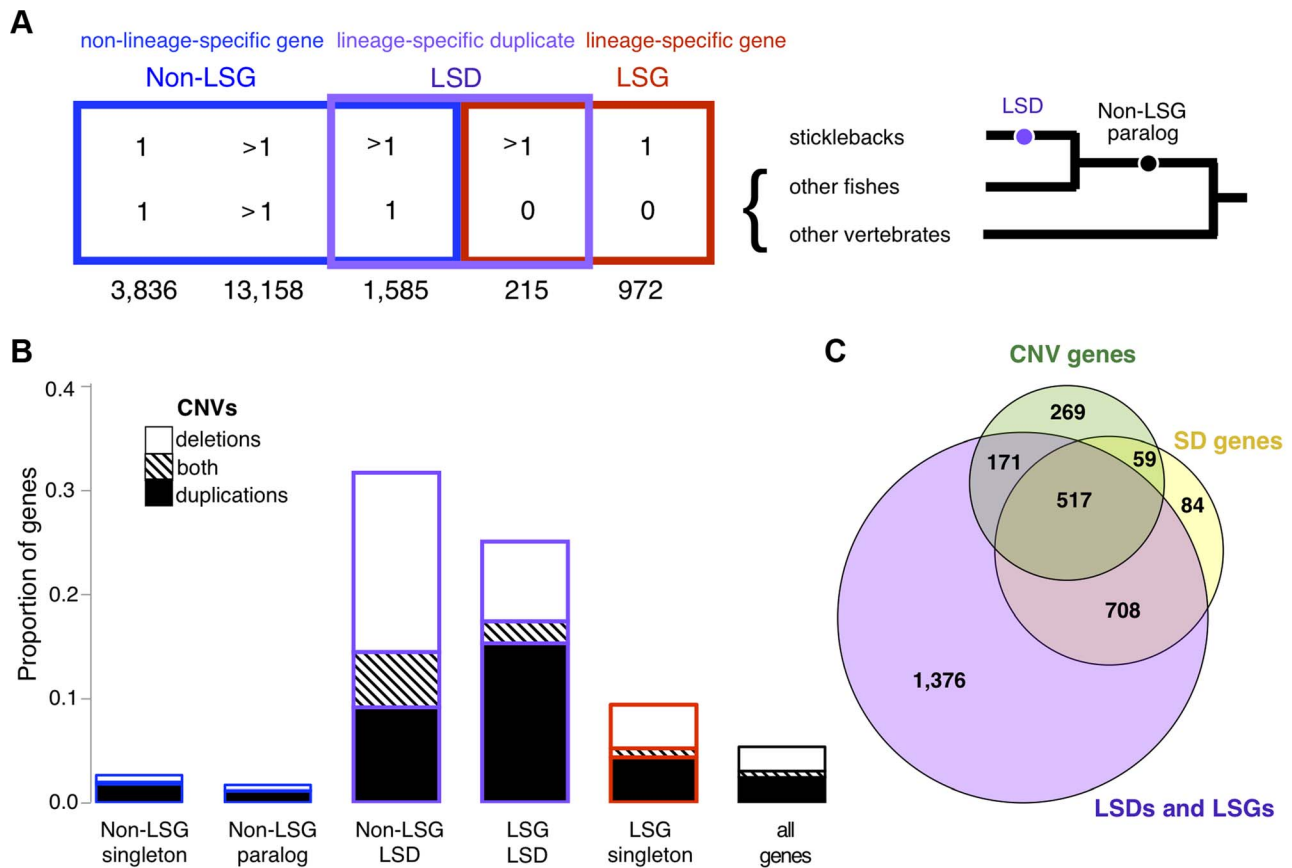 A
non-lineage-specific gene lineage-specific duplicate lineage-specific gene
Non-LSG LSD LSG
1 >1 >1 >1 1
1 >1 1 0 0
3,836 13,158 1,585 215 972
sticklebacks
{ other fishes
other vertebrates
LSD
Non-LSG
paralog
B
Proportion of genes
0.4
0.3
0.2
0.1
0.0
CNVs
deletions
both
duplications
Non-LSG
singleton
Non-LSG
paralog
Non-LSG
LSD
LSG
LSD
LSG
singleton
all
genes
C
CNV genes
269
SD genes
171
59
517
84
708
1,376
LSDs and LSGs